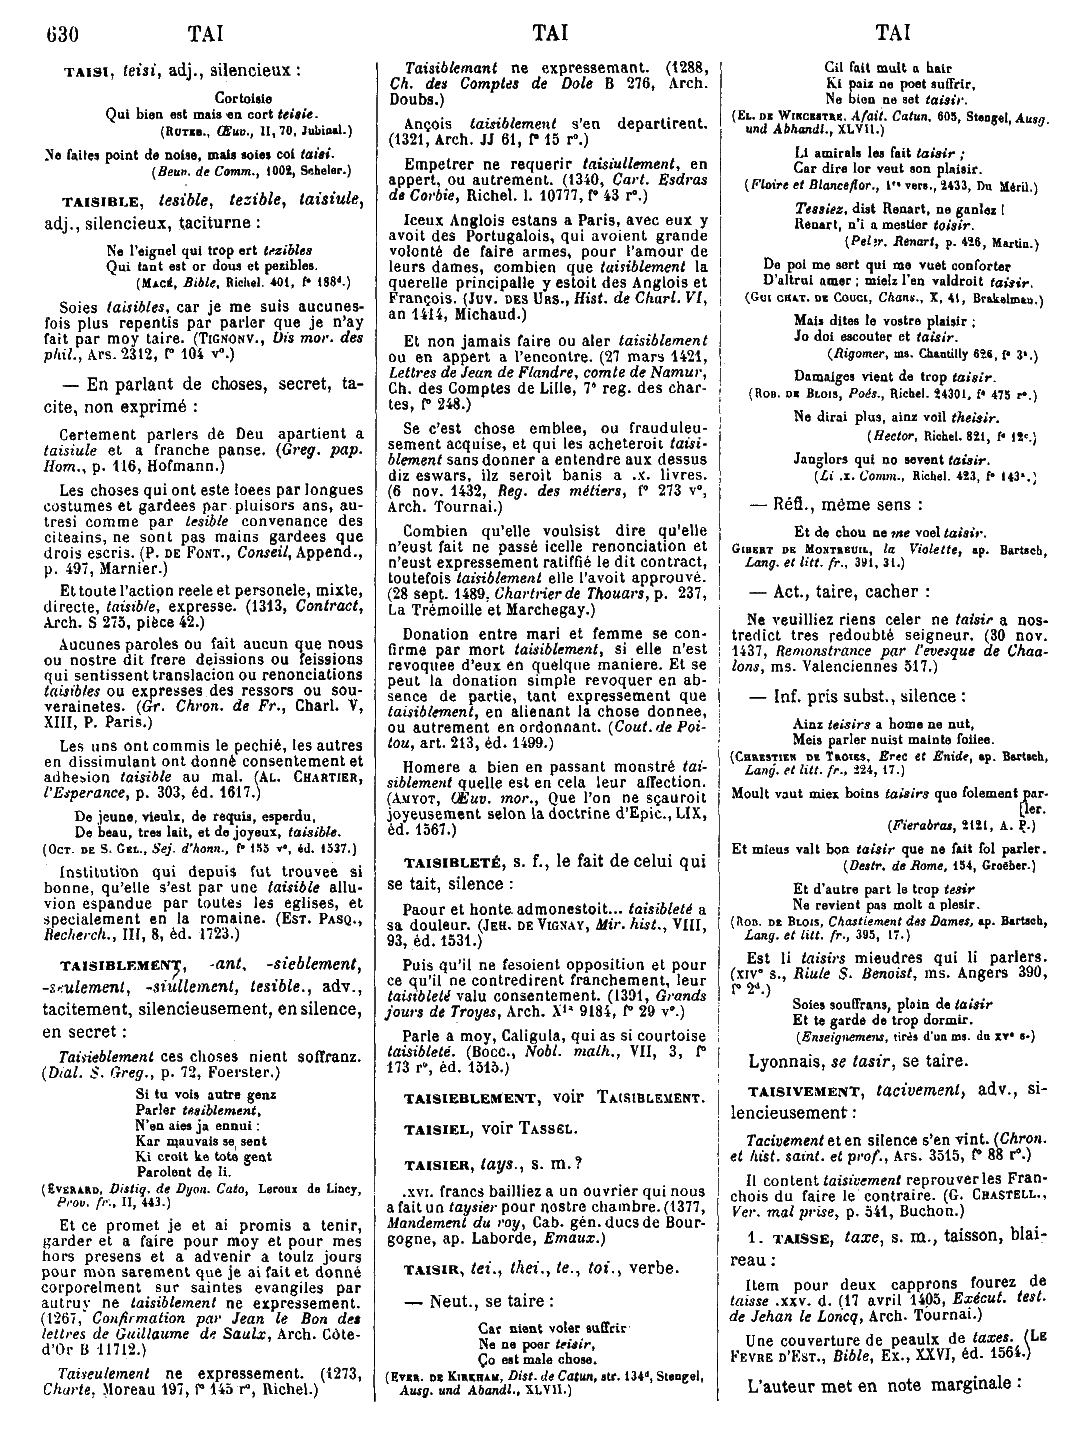 630 TAI TAI TAI
TAISI, teisi, adj., silencieux :
Cortoisie
Qui bien est mais en cort teisie.
(RUTEB., Œuv., II, 70, Jubinal.)
Ne faites point de noise, mais soies coi taisi.
(Beun. de Comm., 1002, Scheler.)
TAISIBLE, tesible, tezible, taisiule,
adj., silencieux, taciturne :
Ne l'eignel qui trop ert tezibles
Qui tant est or dous et pezibles.
(MACÉ, Bible, Richel. 401, f° 188d.)
Soies taisibles, car je me suis aucunes-
fois plus repentis par parler que je n'ay
fait par moy taire. (TIGNONV., Dis mor. des
phil., Ars. 2312, f° 104 v°.)
— En parlant de choses, secret, ta-
cite, non exprimé :
Certement parlers de Deu apartient a
taisiule et a franche panse. (Greg. pap.
Hom., p. 116, Hofmann.)
Les choses qui ont este loees par longues
costumes et gardees par pluisors ans, au-
tresi comme par tesible convenance des
citeains, ne sont pas mains gardees que
drois escris. (P. DE FONT., Conseil, Append.,
p. 497, Marnier.)
Et toute l'action reele et personele, mixte,
directe, taisible, expresse. (1313, Contract,
Arch. S 275, pièce 42.)
Aucunes paroles ou fait aucun que nous
ou nostre dit frere deissions ou feissions
qui sentissent translacion ou renonciations
taisibles ou expresses des ressors ou sou-
verainetes. (Gr. Chron. de Fr., Charl. V,
XIII, P. Paris.)
Les uns ont commis le pechié, les autres
en dissimulant ont donné consentement et
adhesion taisible au mal. (AL. CHARTIER,
l'Esperance, p. 303, éd. 1617.)
De jeune, vieulx, de requis, esperdu,
De beau, tres lait, et de joyeux, taisible.
(OCT. DE S. GEL., Sej. d'honn., f° 155 v°, éd. 1537.)
Institution qui depuis fut trouvee si
bonne, qu'elle s'est par une taisible allu-
vion espandue par toutes les eglises, et
specialement en la romaine. (EST. PASQ.,
Recherch., III, 8, éd. 1723.)
TAISIBLEMENT, -ant, -sieblement,
-seulement, -siullement, tesible., adv.,
tacitement, silencieusement, en silence,
en secret :
Taisieblement ces choses nient soffranz.
(Dial. S. Greg., p. 72, Foerster.)
Si tu vois autre genz
Parler tesiblement,
N'en aies ja ennui :
Kar mauvais se sent
Ki croit ke tote gent
Parolent de li.
(EVERARD, Distiq. de Dyon. Cato, Leroux de Lincy,
Prov. fr., II, 443.)
Et ce promet je et ai promis a tenir,
garder et a faire pour moy et pour mes
hors presens et a advenir a toulz jours
pour mon sarement que je ai fait et donné
corporelment sur saintes evangiles par
autruy ne taisiblement ne expressement.
(1267, Confirmation par Jean le Bon des
lettres de Guillaume de Saulx, Arch. Côte-
d'Or B 11712.)
Taiseulement ne expressement. (1273,
Charte, Moreau 197, f° 145 r°, Richel.)
Taisiblemant ne expressemant. (1288,
Ch. des Comptes de Dole B 276, Arch.
Doubs.)
Ançois taisiblement s'en departirent.
(1321, Arch. JJ 61, f° 15 r°.)
Empetrer ne requerir taisiullement, en
appert, ou autrement. (1340, Cart. Esdras
de Corbie, Richel. l. 10777, f° 43 r°.)
Iceux Anglois estans a Paris, avec eux y
avoit des Portugalois, qui avoient grande
volonté de faire armes, pour l'amour de
leurs dames, combien que taisiblement la
querelle principalle y estoit des Anglois et
François. (JUV. DES URS., Hist. de Charl. VI,
an 1414, Michaud.)
Et non jamais faire ou aler taisiblement
ou en appert a l'encontre. (27 mars 1421,
Lettres de Jean de Flandre, comte de Namur,
Ch. des Comptes de Lille, 7e reg. des char-
tes, f° 248.)
Se c'est chose emblee, ou frauduleu-
sement acquise, et qui les acheteroit taisi-
blement sans donner a entendre aux dessus
diz eswars, ilz seroit banis a .x. livres.
(6 nov. 1432, Reg. des métiers, f° 273 v°,
Arch. Tournai.)
Combien qu'elle voulsist dire qu'elle
n'eust fait ne passé icelle renonciation et
n'eust expressement ratiffié le dit contract,
toutefois taisiblement elle l'avoit approuvé.
(28 sept. 1489, Chartrier de Thouars, p. 237,
La Trémoille et Marchegay.)
Donation entre mari et femme se con-
firme par mort taisiblement, si elle n'est
revoquee d'eux en quelque maniere. Et se
peut la donation simple revoquer en ab-
sence de partie, tant expressement que
taisiblement, en alienant la chose donnee,
ou autrement en ordonnant. (Cout. de Poi-
tou, art. 213, éd. 1499.)
Homere a bien en passant monstré tai-
siblement quelle est en cela leur affection.
(AMYOT, Œuv. mor., Que l'on ne sçauroit
joyeusement selon la doctrine d'Epic., LIX,
éd. 1567.)
TAISIBLETÉ, s. f., le fait de celui qui
se tait, silence :
Paour et honte admonestoit... taisibleté a
sa douleur. (JEH. DE VIGNAY, Mir. hist., VIII,
93, éd. 1531.)
Puis qu'il ne fesoient opposition et pour
ce qu'il ne contredirent franchement, leur
taisibleté valu consentement. (1391, Grands
jours de Troyes, Arch. X1a 9184, f° 29 v°.)
Parle a moy, Caligula, qui as si courtoise
taisibleté. (BOCC., Nobl. malh., VII, 3, f°
173 r°, éd. 1515.)
TAISIEBLEMENT, voir TAISIBLEMENT.
TAISIEL, voir TASSEL.
TAISIER, tays., s. m.?
.xvi. francs bailliez a un ouvrier qui nous
a fait un taysier pour nostre chambre. (1377,
Mandement du roy, Cab. gén. ducs de Bour-
gogne, ap. Laborde, Emaux.)
TAISIR, tei., thei., te., toi., verbe.
— Neut., se taire :
Car nient voler suffrir
Ne ne poer teisir,
Ço est male chose.
(EVER. DE KIRKHAM, Dist. de Catun, str. 134d, Stengel,
Ausg. und Abandl., XLVII.)
Cil fait mult a hair
Ki paiz ne poet suffrir,
Ne bien ne set taisir.
(EL. DE WINCESTRE, Afait. Catun, 605, Stengel, Ausg.
und Abhandl., XLVII.)
Li amirals les fait taisir ;
Car dire lor veut son plaisir.
(Floire et Blanceflor., 1re vers., 2433, Du Méril.)
Tessiez, dist Renart, ne ganlez !
Renart, n'i a mestier toisir.
(Peler. Renart, p. 426, Martin.)
De poi me sert qui me vuet conforter
D'altrui amer ; mielz l'en valdroit taisir.
(GUI CHAT. DE COUCI, Chans., X, 41, Brakelman.)
Mais dites le vostre plaisir ;
Jo doi escouter et taisir.
(Rigomer, ms. Chantilly 626, f° 3a.)
Damaiges vient de trop taisir.
(ROB. DE BLOIS, Poés., Richel. 24301, f° 475 r°.)
Ne dirai plus, ainz voil theisir.
(Hector, Richel. 821, f° 12c.)
Janglors qui no sevent taisir.
(Li .x. Comm., Richel. 423, f° 143a.)
— Réfl., même sens :
Et de chou ne me voel taisir.
GIBERT DE MONTREUIL, la Violette, ap. Bartsch,
Lang. et litt. fr., 391, 31.)
— Act., taire, cacher :
Ne veuilliez riens celer ne taisir a nos-
tredict tres redoubté seigneur. (30 nov.
1437, Remonstrance par l'evesque de Chaa-
lons, ms. Valenciennes 517.)
— Inf. pris subst., silence :
Ainz teisirs a home ne nut,
Meis parler nuist mainte foiiee.
(CHRESTIEN DE TROIES, Erec et Enide, ap. Bartsch,
Lang. et litt. fr., 224, 17.)
Moult vaut miex boins taisirs que folement par-
[ler.
(Fierabras, 2121, A. P.)
Et mieus valt bon taisir que ne fait fol parler.
(Destr. de Rome, 154, Groeber.)
Et d'autre part le trop tesir
Ne revient pas molt a plesir.
(ROB. DE BLOIS, Chastiement des Dames, ap. Bartsch,
Lang. et litt. fr., 395, 17.)
Est li taisirs mieudres qui li parlers.
(XIVe s., Riule S. Benoist, ms. Angers 390,
f° 2d.)
Soies souffrans, plein de taisir
Et te garde de trop dormir.
(Enseignemens, tirés d'un ms. du XVe s.)
Lyonnais, se tasir, se taire.
TAISIVEMENT, tacivement, adv., si-
lencieusement :
Tacivement et en silence s'en vint. (Chron.
et hist. saint. et prof., Ars. 3515, f° 88 r°.)
Il content taisivement reprouver les Fran-
chois du faire le contraire. (G. CHASTELL.,
Ver. mal prise, p. 541, Buchon.)
1. TAISSE, taxe, s. m., taisson, blai-
reau :
Item pour deux capprons fourez de
taisse .xxv. d. (17 avril 1405, Exécut. test.
de Jehan le Loncq, Arch. Tournai.)
Une couverture de peaulx de taxes. (LE
FEVRE D'EST., Bible, Ex., XXVI, éd. 1564.)
L'auteur met en note marginale :